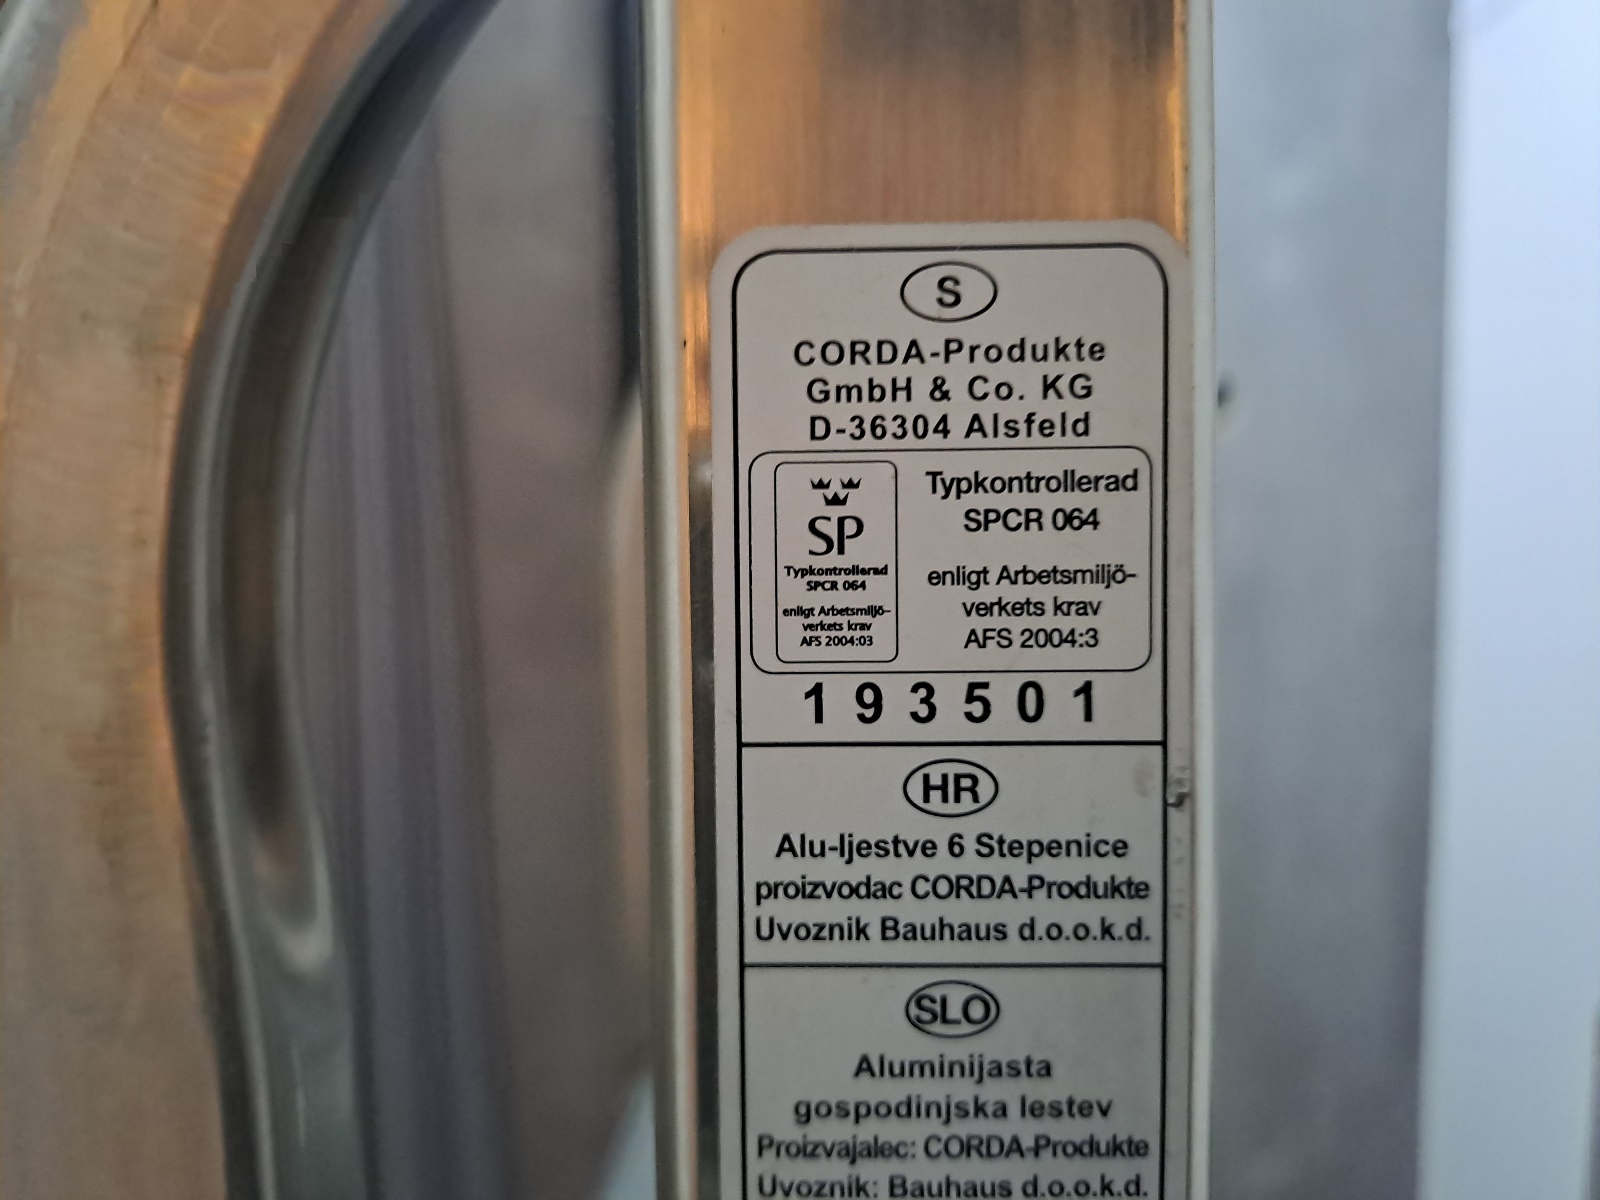 S
CORDA-Produkte
GmbH & Co. KG
D-36304 Alsfeld
SP
Typkontrollerad
SPCR 064
enligt Arbetsmiljö-
verkets krav
AFS 2004:03
Typkontrollerad
SPCR 064
enligt Arbetsmiljö-
verkets krav
AFS 2004:3
193501
HR
Alu-ljestve 6 Stepenice
proizvodac CORDA-Produkte
Uvoznik Bauhaus d.o.o.k.d.
SLO
Aluminijasta
gospodinjska lestev
Proizvajalec: CORDA-Produkte
Uvoznik: Bauhaus d.o.o.k.d.